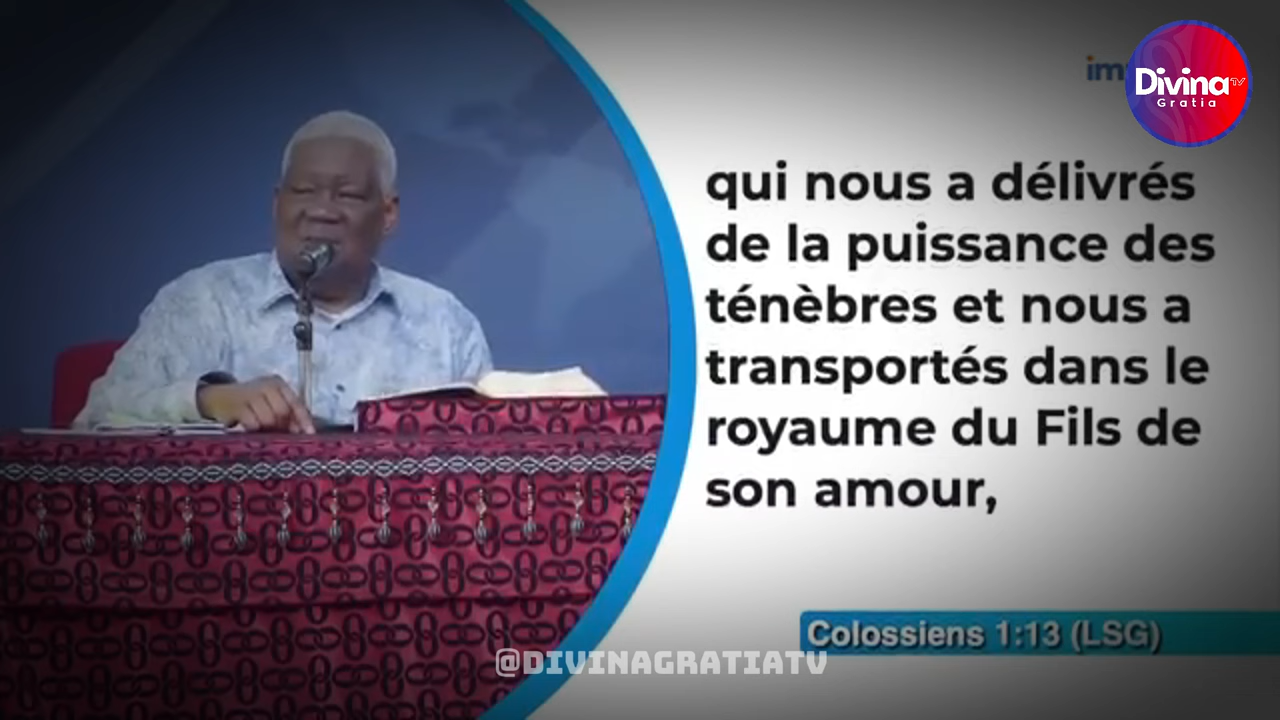 Divina TV
Gratia
qui nous a délivrés
de la puissance des
ténèbres et nous a
transportés dans le
royaume du Fils de
son amour,
Colossiens 1:13 (LSG)
@DIVINAGRATIATV